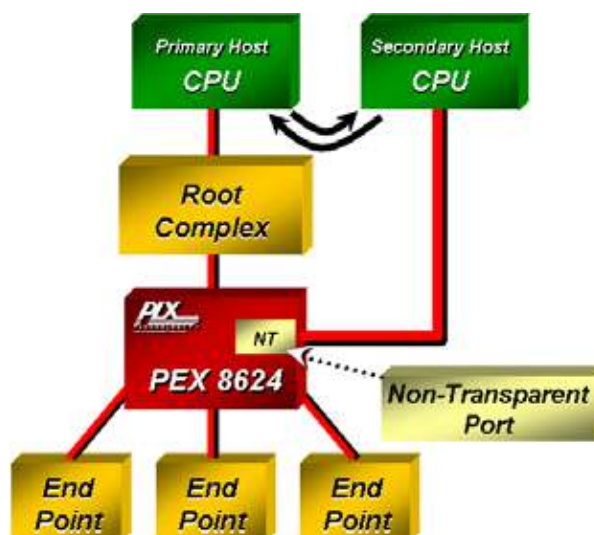 Primary Host
CPU
Secondary Host
CPU
Root
Complex
PLX
NT
PEX 8624
Non-Transparent
Port
End
Point
End
Point
End
Point